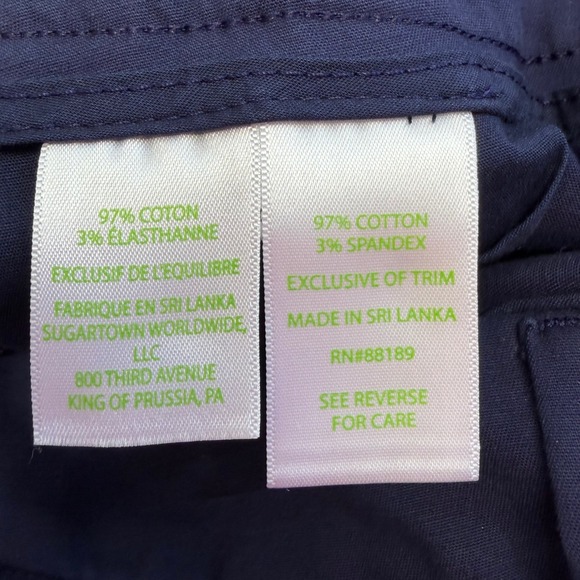 97% COTON
3% ÉLASTHANNE
EXCLUSIF DE L'EQUILIBRE
FABRIQUE EN SRI LANKA
SUGARTOWN WORLDWIDE,
LLC
800 THIRD AVENUE
KING OF PRUSSIA, PA
97% COTTON
3% SPANDEX
EXCLUSIVE OF TRIM
MADE IN SRI LANKA
RN#88189
SEE REVERSE
FOR CARE